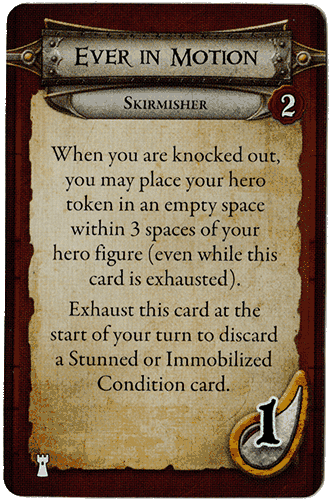 Ever in Motion
Skirmisher
2
When you are knocked out,
you may place your hero
token in an empty space
within 3 spaces of your
hero figure (even while this
card is exhausted).
Exhaust this card at the
start of your turn to discard
a Stunned or Immobilized
Condition card.
1